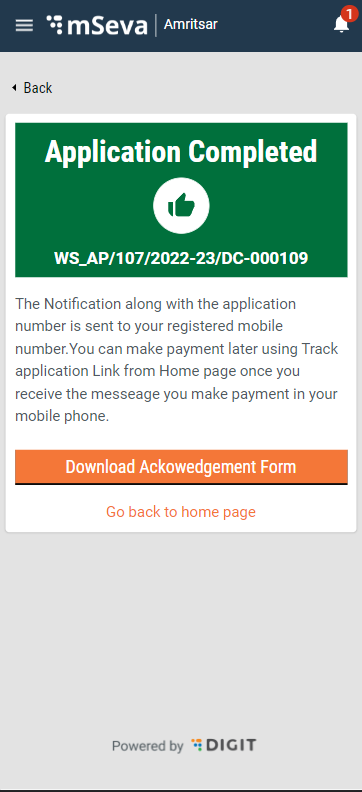 mSeva Amritsar 1
Back
Application Completed
WS_AP/107/2022-23/DC-000109
The Notification along with the application
number is sent to your registered mobile
number.You can make payment later using Track
application Link from Home page once you
receive the messeage you make payment in your
mobile phone.
Download Ackowedgement Form
Go back to home page
Powered by DIGIT